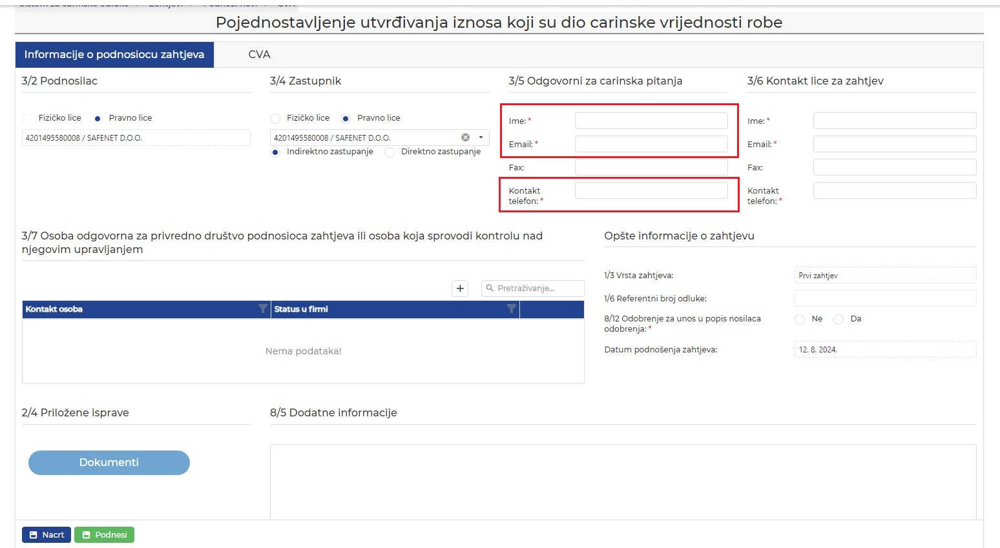 Pojednostavljenje utvrđivanja iznosa koji su dio carinske vrijednosti robe
Informacije o podnosiocu zahtjeva
CVA
3/2 Podnosilac
Fizičko lice
Pravno lice
4201495580008 / SAFENET D.O.O.
3/4 Zastupnik
Fizičko lice
Pravno lice
4201495580008 / SAFENET D.O.O.
Indirektno zastupanje
Direktno zastupanje
3/5 Odgovorni za carinska pitanja
Ime: *
Email: *
Fax:
Kontakt
telefon: *
3/6 Kontakt lice za zahtjev
Ime: *
Email: *
Fax:
Kontakt
telefon: *
3/7 Osoba odgovorna za privredno društvo podnosioca zahtjeva ili osoba koja sprovodi kontrolu nad
njegovim upravljanjem
Pretraživanje...
Kontakt osoba
Status u firmi
Nema podataka!
Opšte informacije o zahtjevu
1/3 Vrsta zahtjeva:
Prvi zahtjev
1/6 Referentni broj odluke:
8/12 Odobrenje za unos u popis nosilaca
odobrenja: *
Ne
Da
Datum podnošenja zahtjeva:
12. 8. 2024.
2/4 Priložene isprave
Dokumenti
8/5 Dodatne informacije
Nacrt
Podnesi